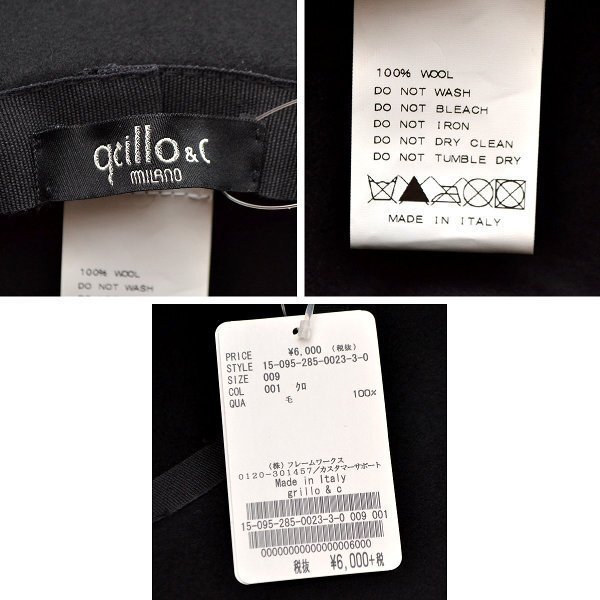 grillo & c
MILANO
100% WOOL
DO NOT WASH
100% WOOL
DO NOT WASH
DO NOT BLEACH
DO NOT IRON
DO NOT DRY CLEAN
DO NOT TUMBLE DRY
MADE IN ITALY
PRICE ¥6,000 (税抜)
STYLE 15-095-285-0023-3-0
SIZE 009
COL 001 クロ
QUA 毛 100%
(株)フレームワークス
0120-301457/カスタマーサポート
Made in Italy
grillo & c
15-095-285-0023-3-0 009 001
00000000000000006000
税抜 ¥6,000+税